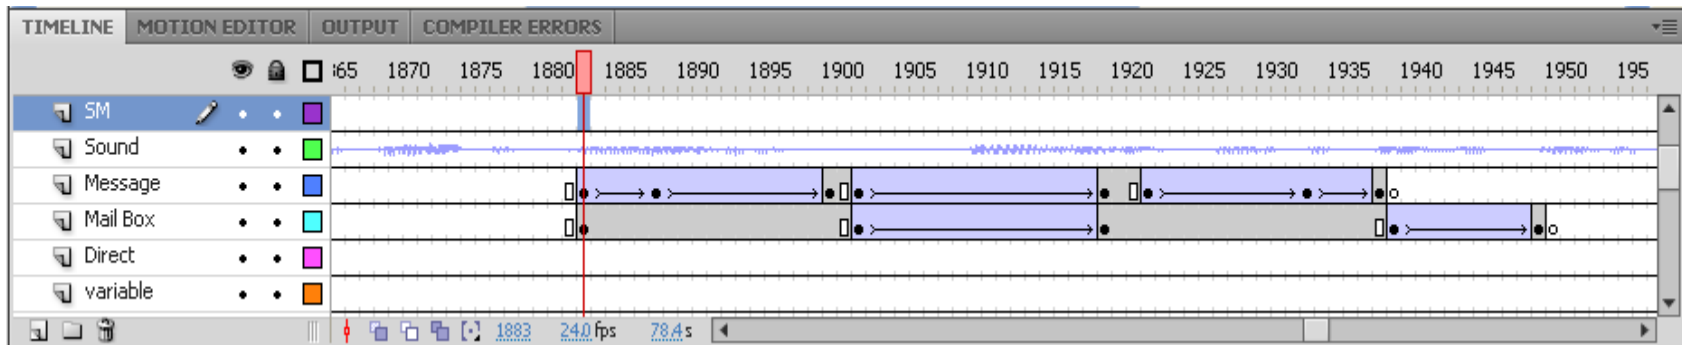 TIMELINE MOTION EDITOR OUTPUT COMPILER ERRORS
365 1870 1875 1880 1885 1890 1895 1900 1905 1910 1915 1920 1925 1930 1935 1940 1945 1950 195
SM
Sound
Message
Mail Box
Direct
variable
1883 24.0 fps 78.4 s